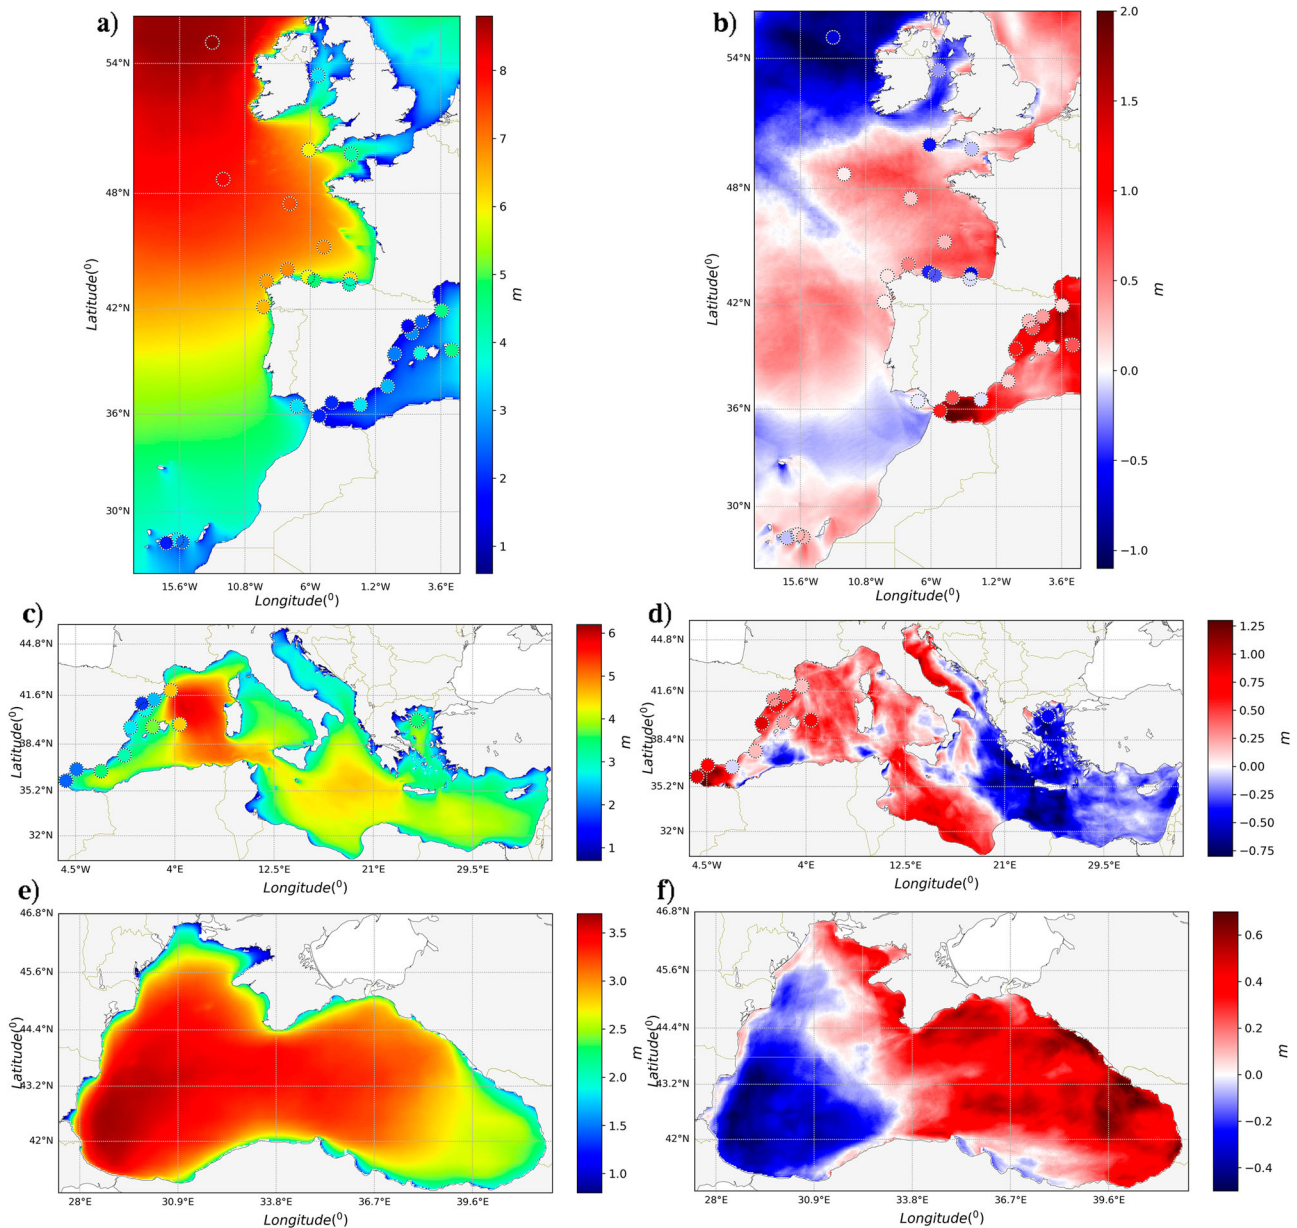 a)
54°N
48°N
42°N
36°N
30°N
Latitude(⁰)
15.6°W 10.8°W 6°W 1.2°W 3.6°E
Longitude(⁰)
8
7
6
5
4
3
2
1
m
b)
54°N
48°N
42°N
36°N
30°N
Latitude(⁰)
15.6°W 10.8°W 6°W 1.2°W 3.6°E
Longitude(⁰)
2.0
1.5
1.0
0.5
0.0
−0.5
−1.0
m
c)
44.8°N
41.6°N
38.4°N
35.2°N
32°N
Latitude(⁰)
4.5°W 4°E 12.5°E 21°E 29.5°E
Longitude(⁰)
6
5
4
3
2
1
m
d)
44.8°N
41.6°N
38.4°N
35.2°N
32°N
Latitude(⁰)
4.5°W 4°E 12.5°E 21°E 29.5°E
Longitude(⁰)
1.25
1.00
0.75
0.50
0.25
0.00
−0.25
−0.50
−0.75
m
e)
46.8°N
45.6°N
44.4°N
43.2°N
42°N
Latitude(⁰)
28°E 30.9°E 33.8°E 36.7°E 39.6°E
Longitude(⁰)
3.5
3.0
2.5
2.0
1.5
1.0
m
f)
46.8°N
45.6°N
44.4°N
43.2°N
42°N
Latitude(⁰)
28°E 30.9°E 33.8°E 36.7°E 39.6°E
Longitude(⁰)
0.6
0.4
0.2
0.0
−0.2
−0.4
m